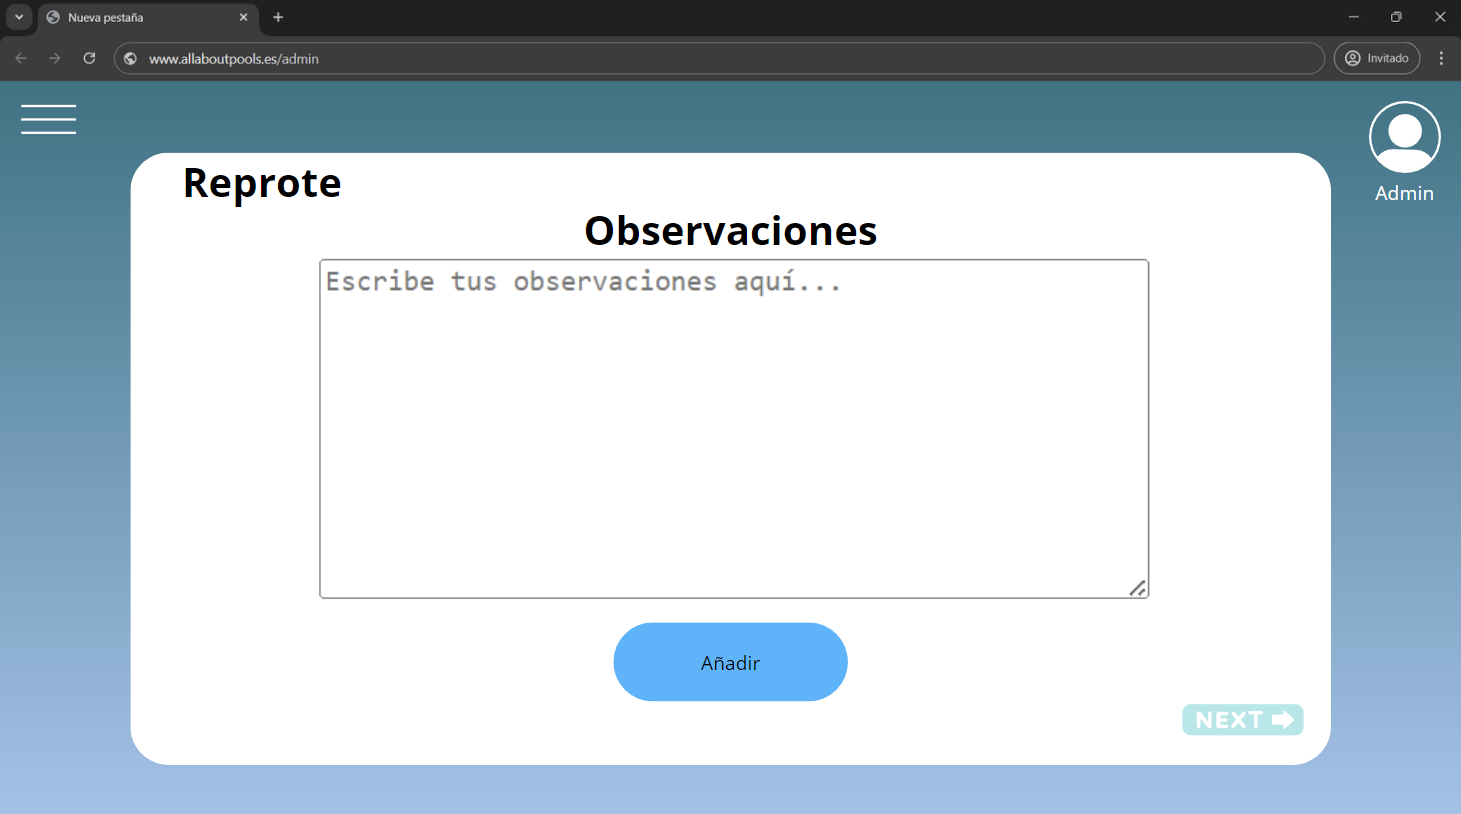 Nueva pestaña
www.allaboutpools.es/admin
Invitado
Admin
Reprote
Observaciones
Escribe tus observaciones aquí...
Añadir
NEXT